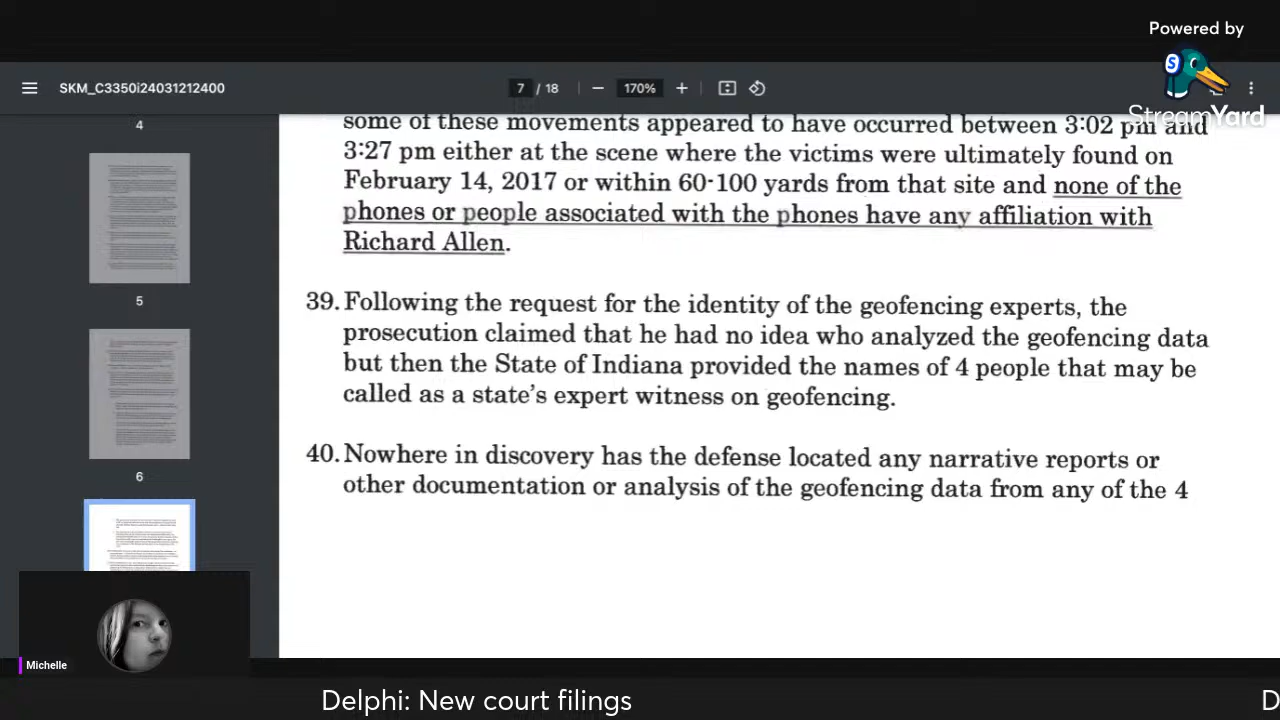 Powered by
StreamYard
SKM_C3350i24031212400
7 / 18
170%
4
5
6
some of these movements appeared to have occurred between 3:02 pm and
3:27 pm either at the scene where the victims were ultimately found on
February 14, 2017 or within 60-100 yards from that site and none of the
phones or people associated with the phones have any affiliation with
Richard Allen.
39. Following the request for the identity of the geofencing experts, the
prosecution claimed that he had no idea who analyzed the geofencing data
but then the State of Indiana provided the names of 4 people that may be
called as a state's expert witness on geofencing.
40. Nowhere in discovery has the defense located any narrative reports or
other documentation or analysis of the geofencing data from any of the 4
Michelle
Delphi: New court filings
D